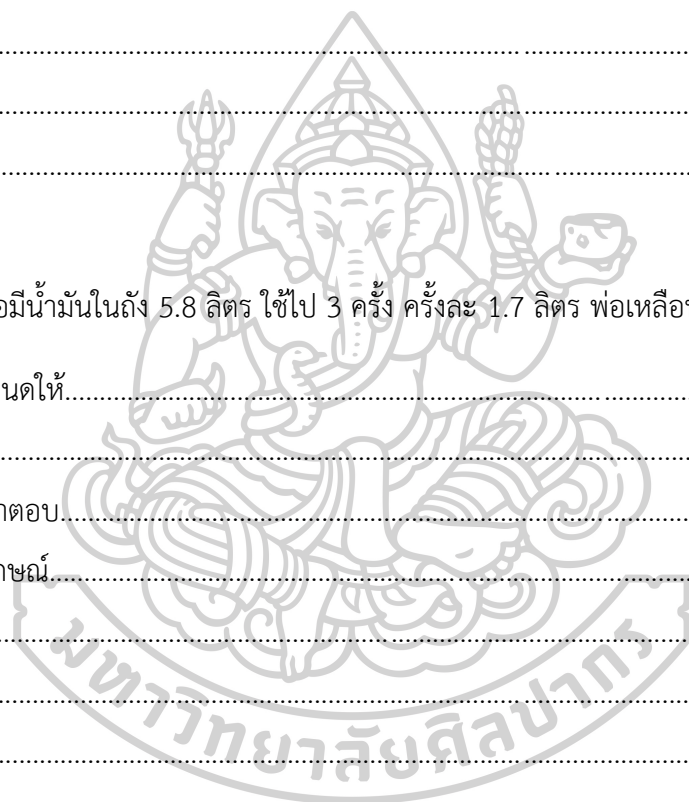 อมีน้ำมันในถัง 5.8 ลิตร ใช้ไป 3 ครั้ง ครั้งละ 1.7 ลิตร พ่อเหลือ
นดให้
าตอบ
กษณ์
มหาวิทยาลัยศิลปากร